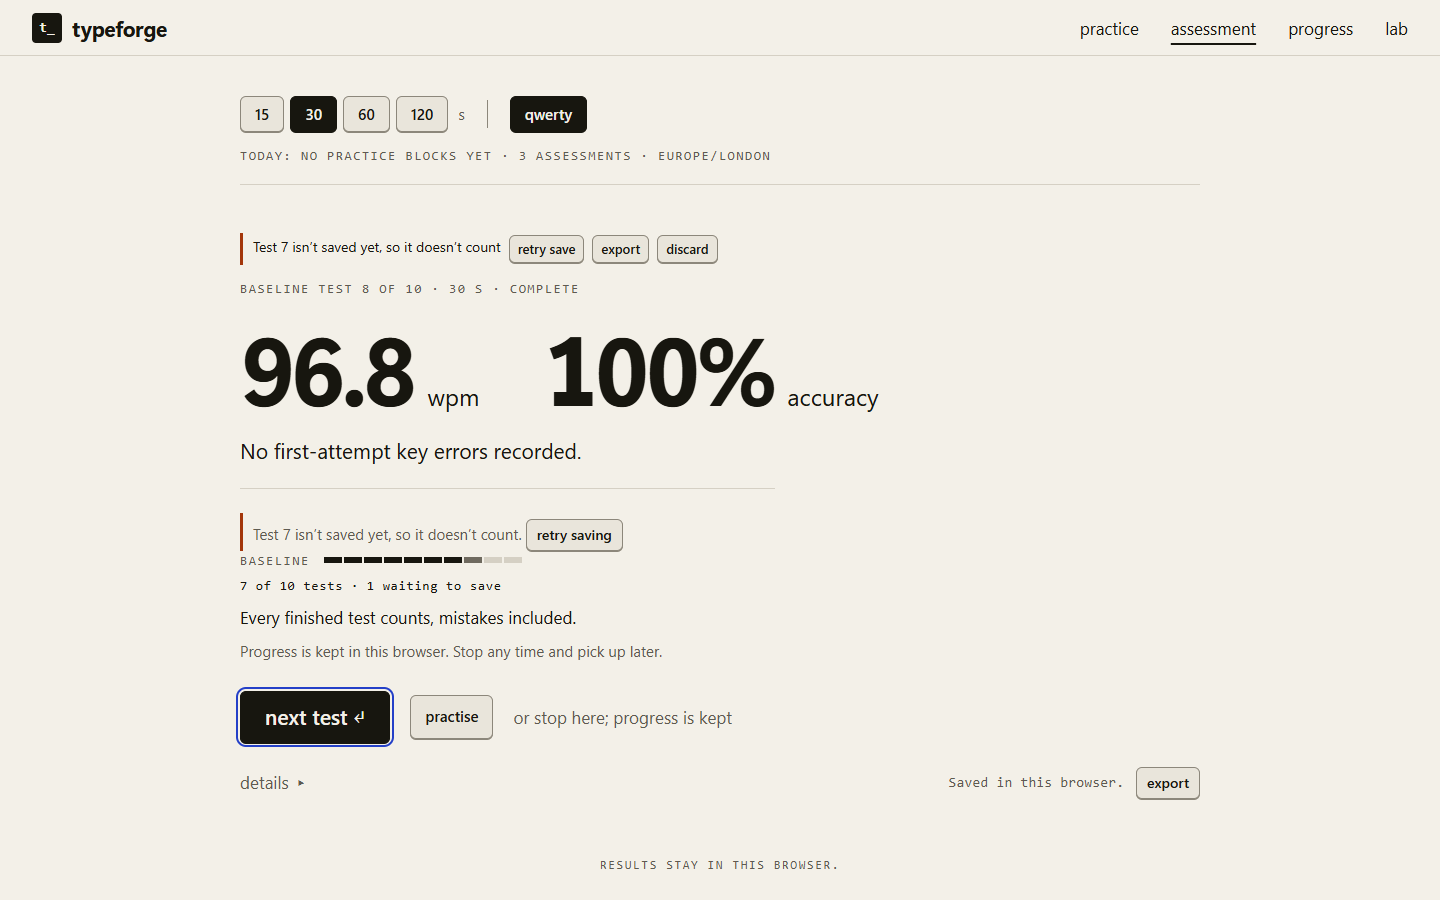 t_ typeforge practice assessment progress lab
15 30 60 120 s qwerty
TODAY: NO PRACTICE BLOCKS YET · 3 ASSESSMENTS · EUROPE/LONDON
Test 7 isn’t saved yet, so it doesn’t count retry save export discard
BASELINE TEST 8 OF 10 · 30 S · COMPLETE
96.8 wpm 100% accuracy
No first-attempt key errors recorded.
Test 7 isn’t saved yet, so it doesn’t count. retry saving
BASELINE
7 of 10 tests · 1 waiting to save
Every finished test counts, mistakes included.
Progress is kept in this browser. Stop any time and pick up later.
next test ↵ practise or stop here; progress is kept
details ▸ Saved in this browser. export
RESULTS STAY IN THIS BROWSER.